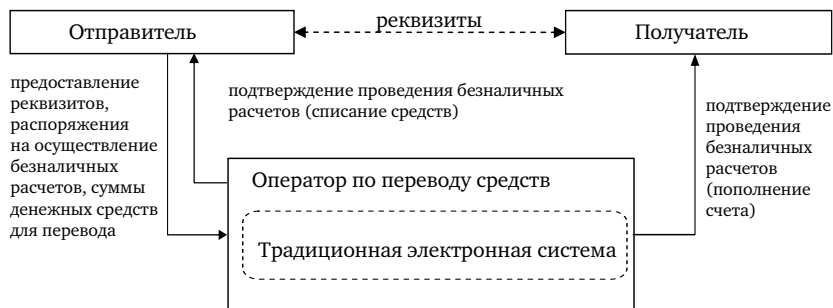 Отправитель
реквизиты
Получатель
предоставление
реквизитов,
распоряжения
на осуществление
безналичных
расчетов, суммы
денежных средств
для перевода
подтверждение проведения безналичных
расчетов (списание средств)
подтверждение
проведения
безналичных
расчетов
(пополнение
счета)
Оператор по переводу средств
Традиционная электронная система